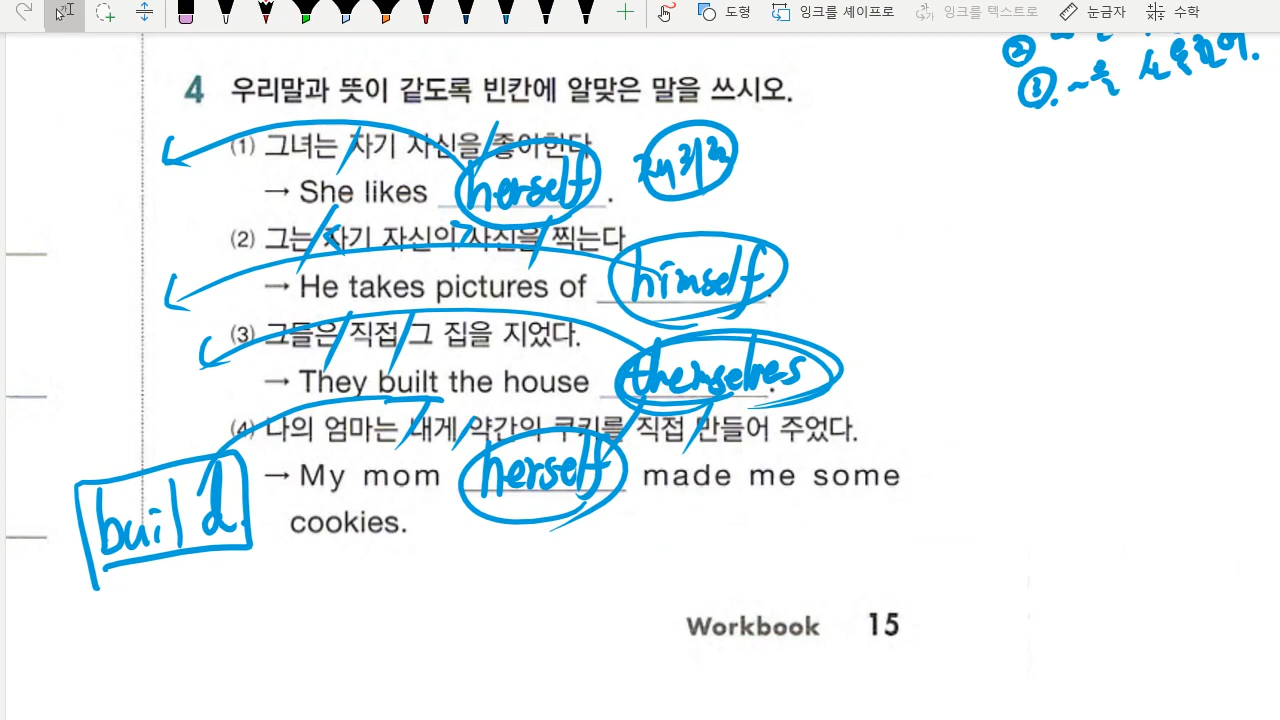 도형 잉크를 셰이프로 잉크를 텍스트로 눈금자 수학
②
③. ~을
4 우리말과 뜻이 같도록 빈칸에 알맞은 말을 쓰시오.
(1) 그녀는 자기 자신을 좋아한다.
→ She likes herself.
(2) 그는 자기 자신의 사진을 찍는다.
→ He takes pictures of himself.
(3) 그들은 직접 그 집을 지었다.
→ They built the house themselves.
(4) 나의 엄마는 내게 약간의 쿠키를 직접 만들어 주었다.
→ My mom herself made me some
cookies.
build
Workbook 15